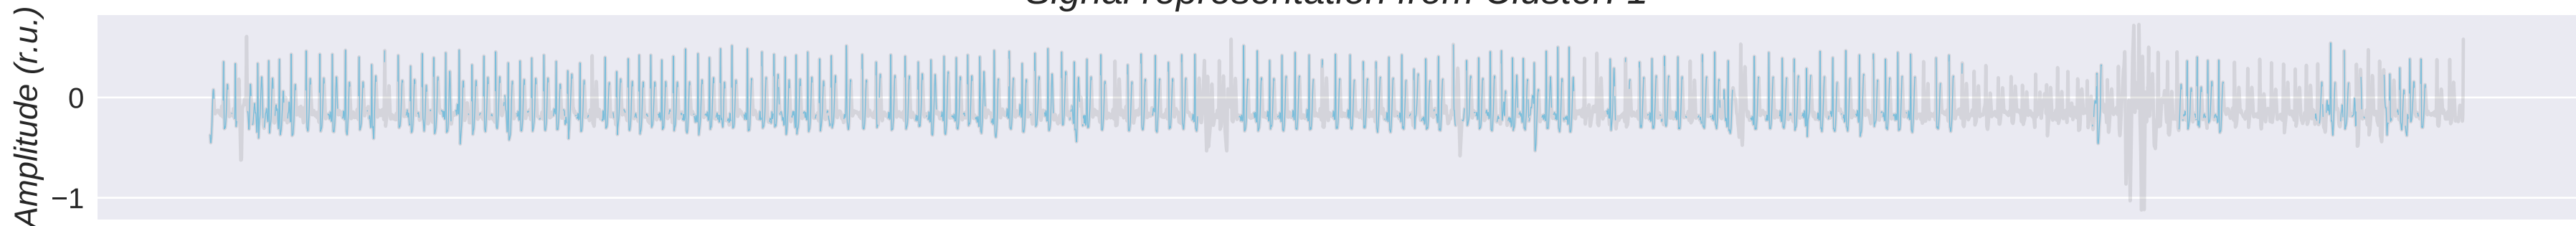 Signal representation from Cluster: 1
Amplitude (r.u.)
0
−1